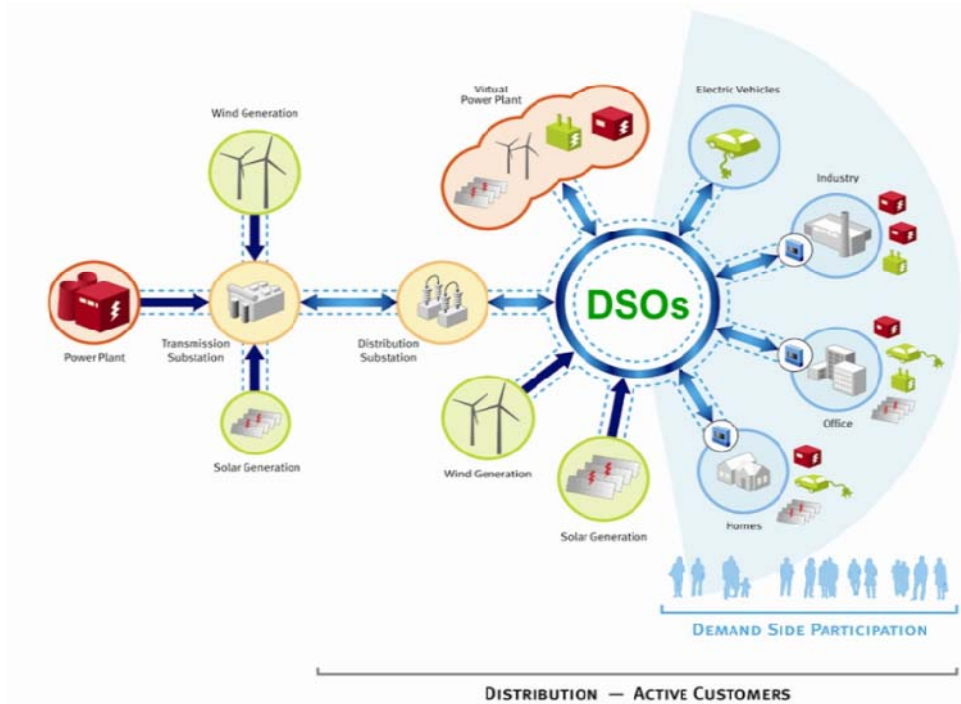 Wind Generation
Virtual
Power Plant
Electric Vehicles
Industry
DSOs
Power Plant
Transmission
Substation
Distribution
Substation
Office
Solar Generation
Wind Generation
Homes
Solar Generation
DEMAND SIDE PARTICIPATION
DISTRIBUTION — ACTIVE CUSTOMERS